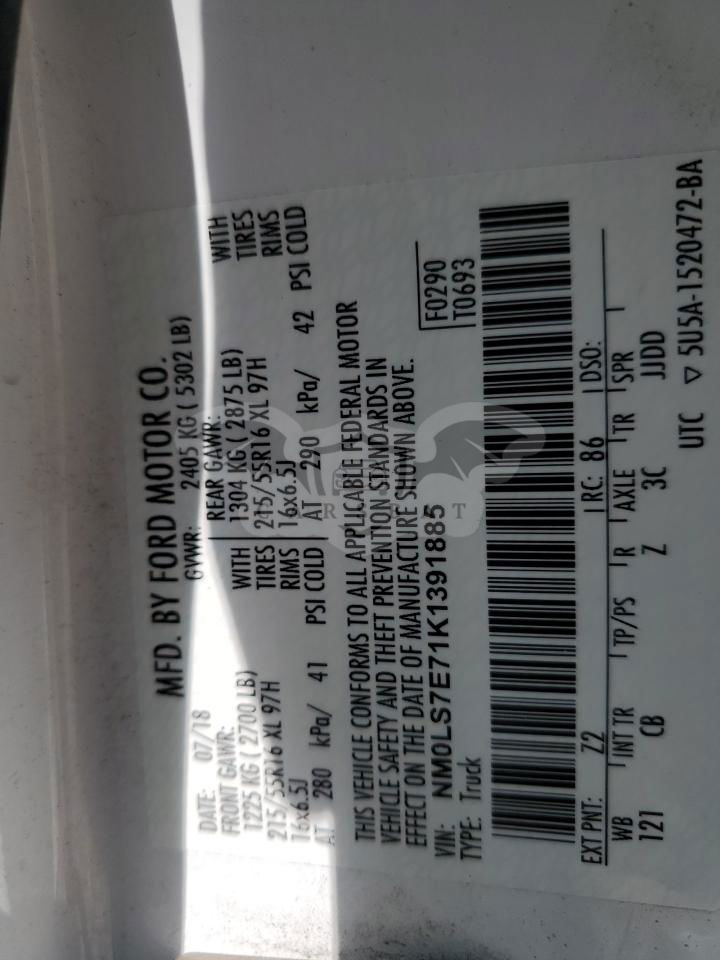 MFD. BY FORD MOTOR CO.
DATE: 07/18 GVWR: 2405 KG ( 5302 LB)
FRONT GAWR: REAR GAWR:
1225 KG ( 2700 LB) WITH 1304 KG ( 2875 LB) WITH
215/55R16 XL 97H TIRES 215/55R16 XL 97H TIRES
16x6.5J RIMS 16x6.5J RIMS
AT 280 kPa/ 41 PSI COLD AT 290 kPa/ 42 PSI COLD
THIS VEHICLE CONFORMS TO ALL APPLICABLE FEDERAL MOTOR
VEHICLE SAFETY AND THEFT PREVENTION STANDARDS IN
EFFECT ON THE DATE OF MANUFACTURE SHOWN ABOVE.
VIN: NM0LS7E71K1391885 F0290
TYPE: Truck T0693
EXT PNT: Z2 RC: 86 DSO:
WB INT TR TP/PS R AXLE TR SPR
121 CB Z 3C JJDD
UTC ▽ 5U5A-1520472-BA